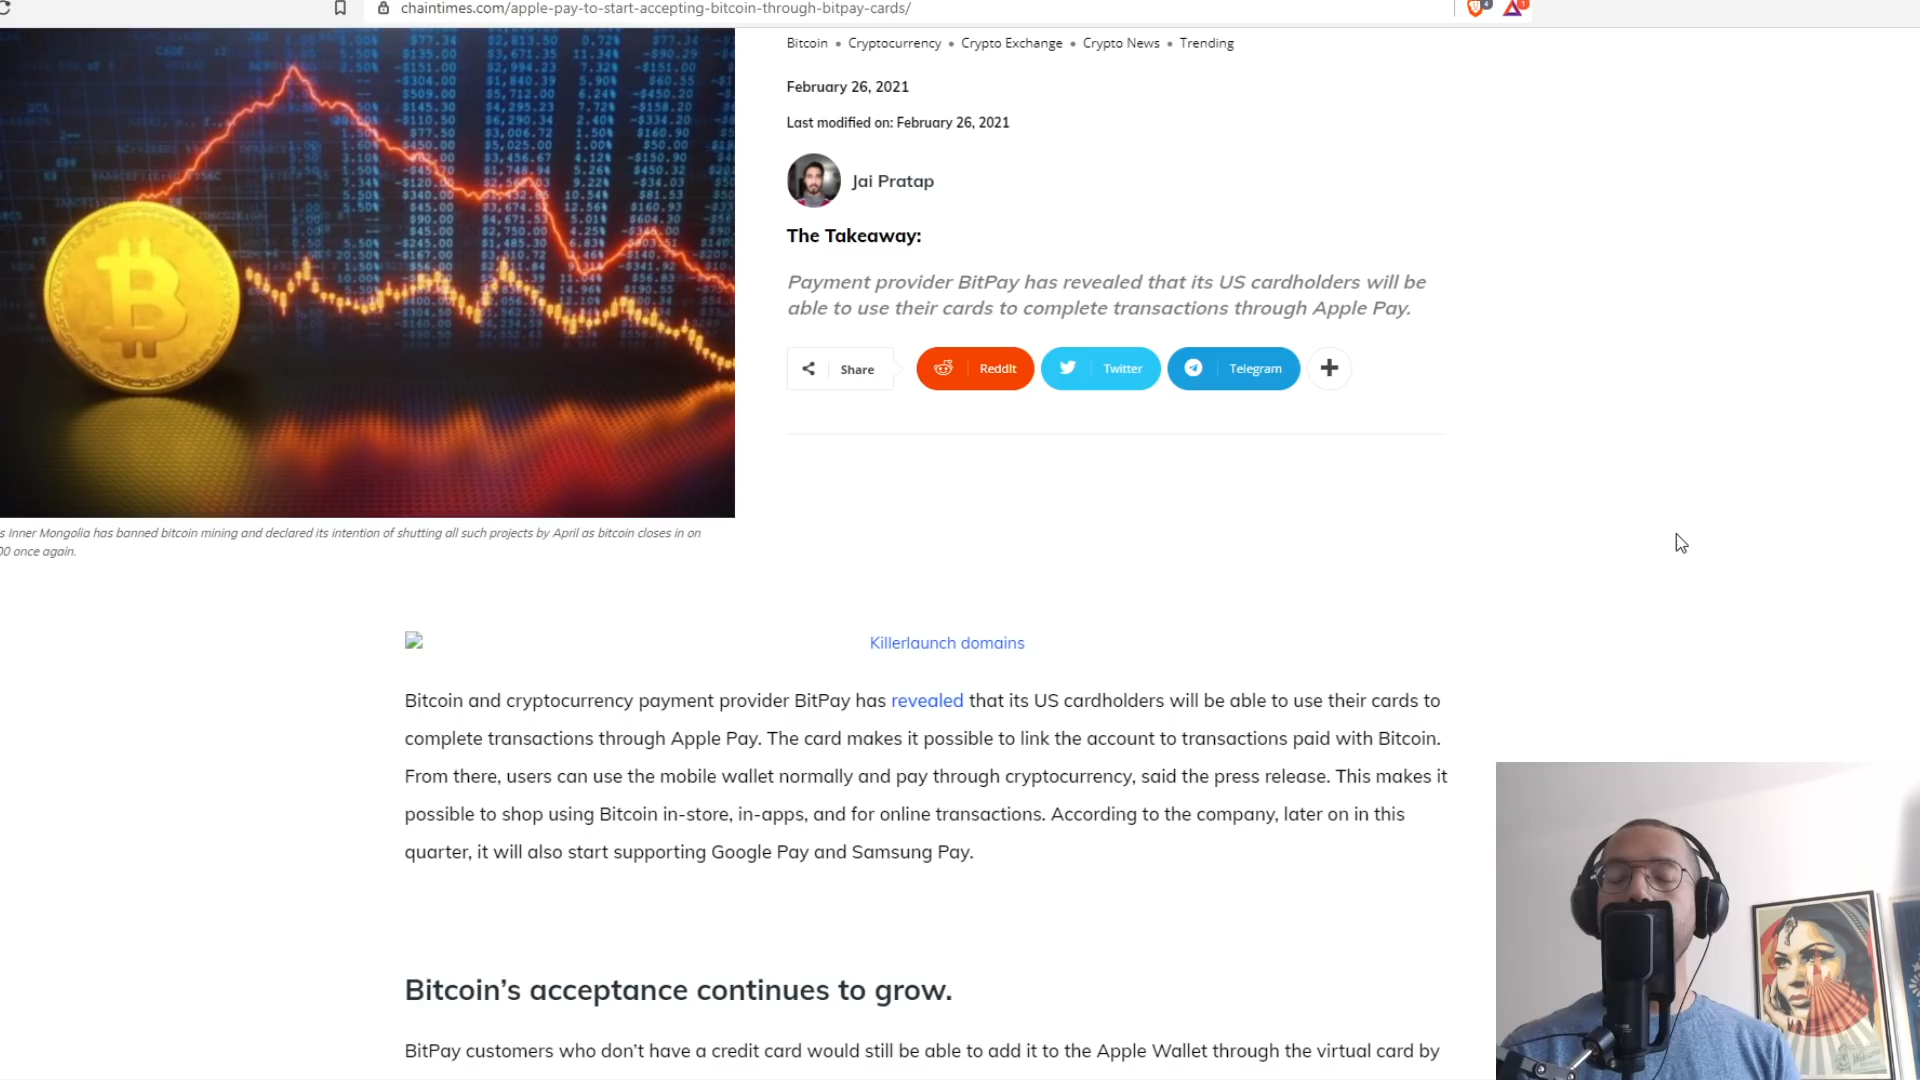 chaintimes.com/apple-pay-to-start-accepting-bitcoin-through-bitpay-cards/
Bitcoin • Cryptocurrency • Crypto Exchange • Crypto News • Trending
February 26, 2021
Last modified on: February 26, 2021
Jai Pratap
The Takeaway:
Payment provider BitPay has revealed that its US cardholders will be
able to use their cards to complete transactions through Apple Pay.
Share
ReddIt
Twitter
Telegram
s Inner Mongolia has banned bitcoin mining and declared its intention of shutting all such projects by April as bitcoin closes in on
00 once again.
Killerlaunch domains
Bitcoin and cryptocurrency payment provider BitPay has revealed that its US cardholders will be able to use their cards to
complete transactions through Apple Pay. The card makes it possible to link the account to transactions paid with Bitcoin.
From there, users can use the mobile wallet normally and pay through cryptocurrency, said the press release. This makes it
possible to shop using Bitcoin in-store, in-apps, and for online transactions. According to the company, later on in this
quarter, it will also start supporting Google Pay and Samsung Pay.
Bitcoin's acceptance continues to grow.
BitPay customers who don't have a credit card would still be able to add it to the Apple Wallet through the virtual card by